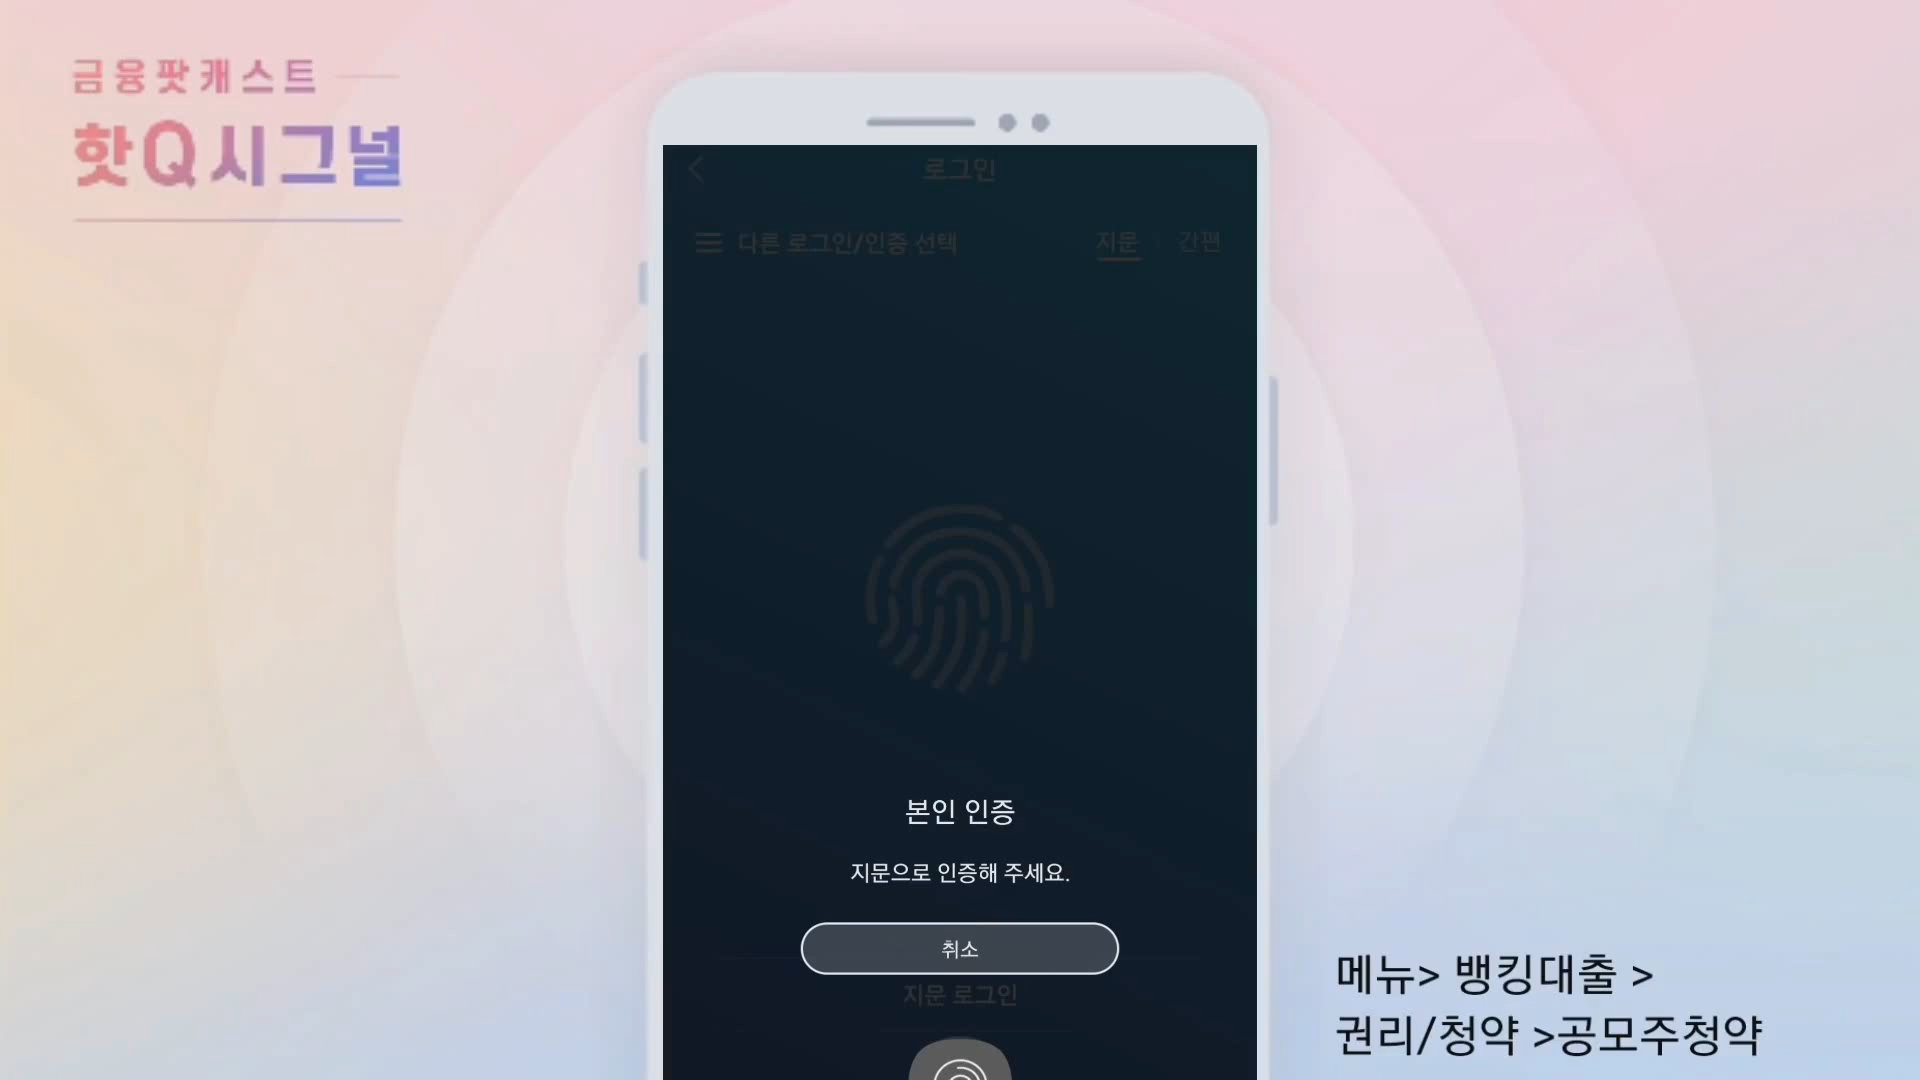 금융팟캐스트
핫Q시그널
로그인
다른 로그인/인증 선택
지문
간편
본인 인증
지문으로 인증해 주세요.
취소
지문 로그인
메뉴> 뱅킹대출 >
권리/청약 >공모주청약